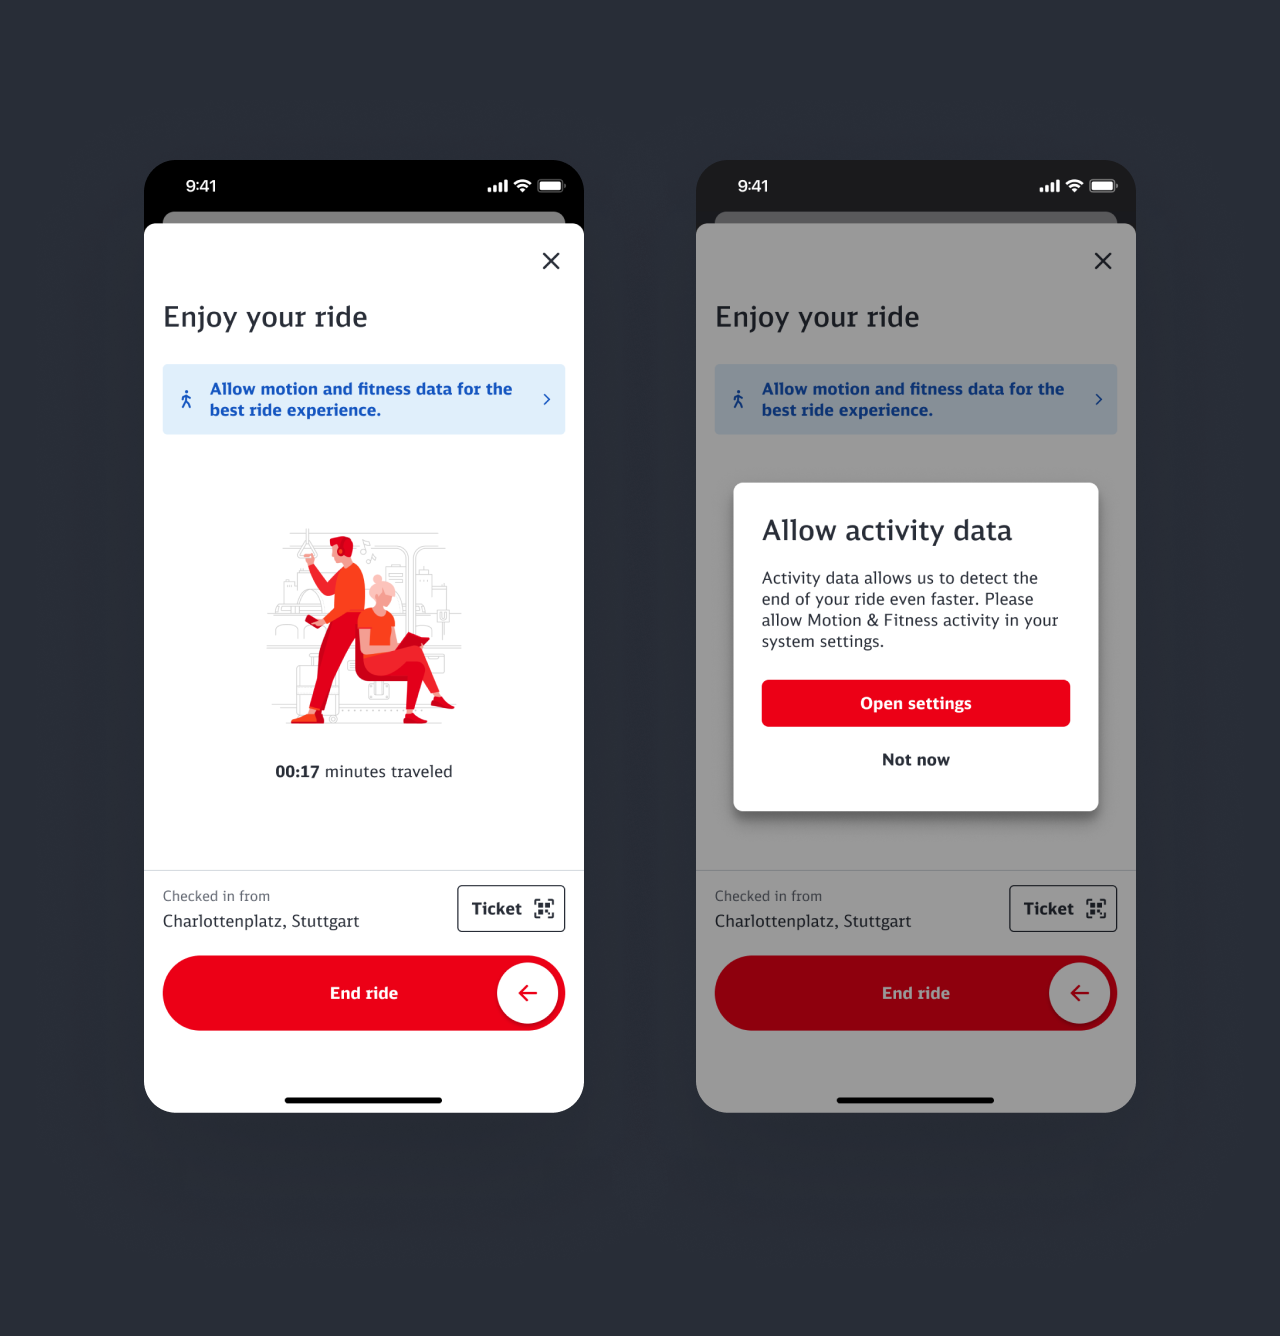 9:41
Enjoy your ride
Allow motion and fitness data for the
best ride experience.
00:17 minutes traveled
Checked in from
Charlottenplatz, Stuttgart
Ticket
End ride
9:41
Enjoy your ride
Allow motion and fitness data for the
best ride experience.
Allow activity data
Activity data allows us to detect the
end of your ride even faster. Please
allow Motion & Fitness activity in your
system settings.
Open settings
Not now
Checked in from
Charlottenplatz, Stuttgart
Ticket
End ride